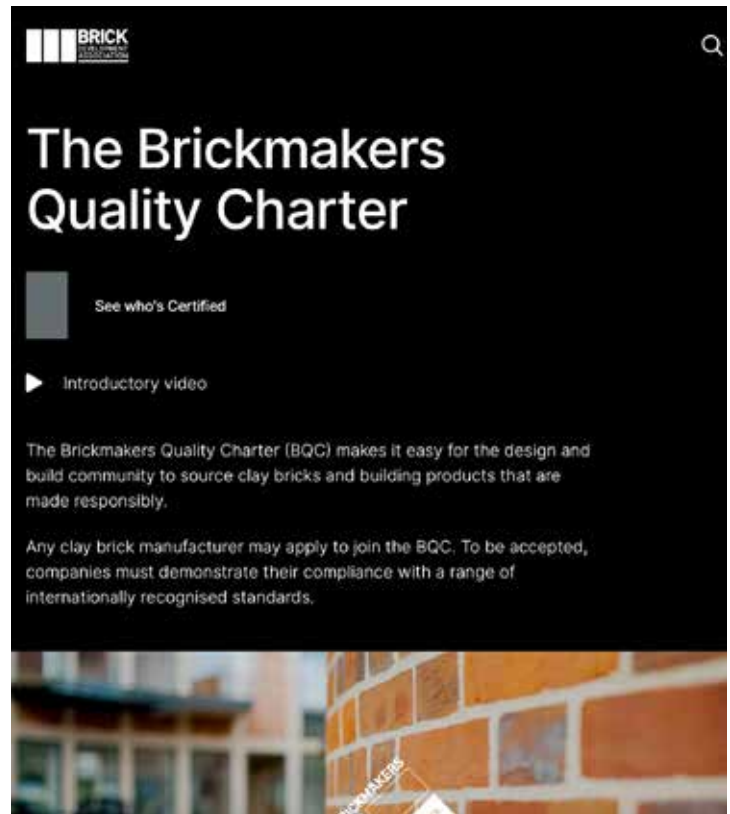 BRICK
DEVELOPMENT
ASSOCIATION
The Brickmakers
Quality Charter
See who's Certified
Introductory video
The Brickmakers Quality Charter (BQC) makes it easy for the design and
build community to source clay bricks and building products that are
made responsibly.
Any clay brick manufacturer may apply to join the BQC. To be accepted,
companies must demonstrate their compliance with a range of
internationally recognised standards.